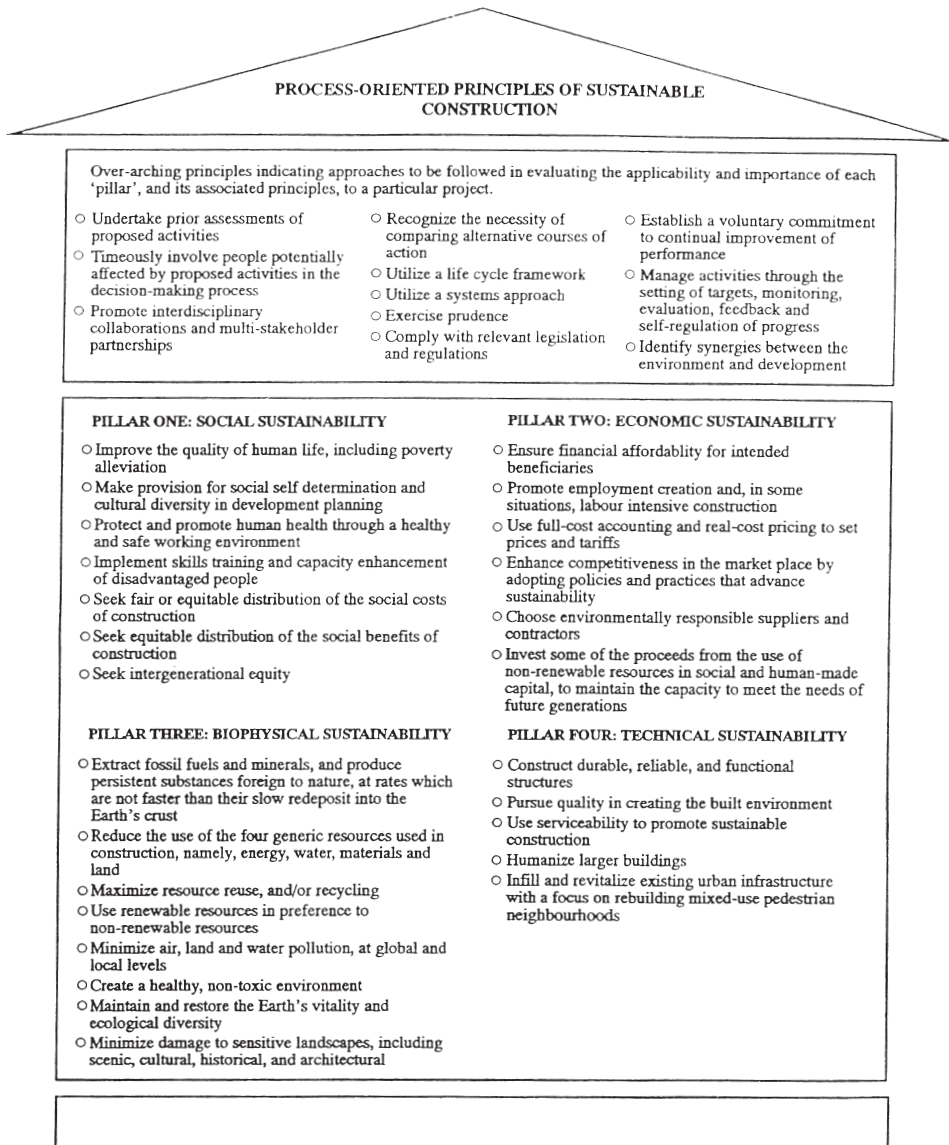 PROCESS-ORIENTED PRINCIPLES OF SUSTAINABLE
CONSTRUCTION
Over-arching principles indicating approaches to be followed in evaluating the applicability and importance of each
'pillar', and its associated principles, to a particular project.
○ Undertake prior assessments of
proposed activities
○ Timeously involve people potentially
affected by proposed activities in the
decision-making process
○ Promote interdisciplinary
collaborations and multi-stakeholder
partnerships
○ Recognize the necessity of
comparing alternative courses of
action
○ Utilize a life cycle framework
○ Utilize a systems approach
○ Exercise prudence
○ Comply with relevant legislation
and regulations
○ Establish a voluntary commitment
to continual improvement of
performance
○ Manage activities through the
setting of targets, monitoring,
evaluation, feedback and
self-regulation of progress
○ Identify synergies between the
environment and development
PILLAR ONE: SOCIAL SUSTAINABILITY
○ Improve the quality of human life, including poverty
alleviation
○ Make provision for social self determination and
cultural diversity in development planning
○ Protect and promote human health through a healthy
and safe working environment
○ Implement skills training and capacity enhancement
of disadvantaged people
○ Seek fair or equitable distribution of the social costs
of construction
○ Seek equitable distribution of the social benefits of
construction
○ Seek intergenerational equity
PILLAR TWO: ECONOMIC SUSTAINABILITY
○ Ensure financial affordablity for intended
beneficiaries
○ Promote employment creation and, in some
situations, labour intensive construction
○ Use full-cost accounting and real-cost pricing to set
prices and tariffs
○ Enhance competitiveness in the market place by
adopting policies and practices that advance
sustainability
○ Choose environmentally responsible suppliers and
contractors
○ Invest some of the proceeds from the use of
non-renewable resources in social and human-made
capital, to maintain the capacity to meet the needs of
future generations
PILLAR THREE: BIOPHYSICAL SUSTAINABILITY
○ Extract fossil fuels and minerals, and produce
persistent substances foreign to nature, at rates which
are not faster than their slow redeposit into the
Earth's crust
○ Reduce the use of the four generic resources used in
construction, namely, energy, water, materials and
land
○ Maximize resource reuse, and/or recycling
○ Use renewable resources in preference to
non-renewable resources
○ Minimize air, land and water pollution, at global and
local levels
○ Create a healthy, non-toxic environment
○ Maintain and restore the Earth's vitality and
ecological diversity
○ Minimize damage to sensitive landscapes, including
scenic, cultural, historical, and architectural
PILLAR FOUR: TECHNICAL SUSTAINABILITY
○ Construct durable, reliable, and functional
structures
○ Pursue quality in creating the built environment
○ Use serviceability to promote sustainable
construction
○ Humanize larger buildings
○ Infill and revitalize existing urban infrastructure
with a focus on rebuilding mixed-use pedestrian
neighbourhoods